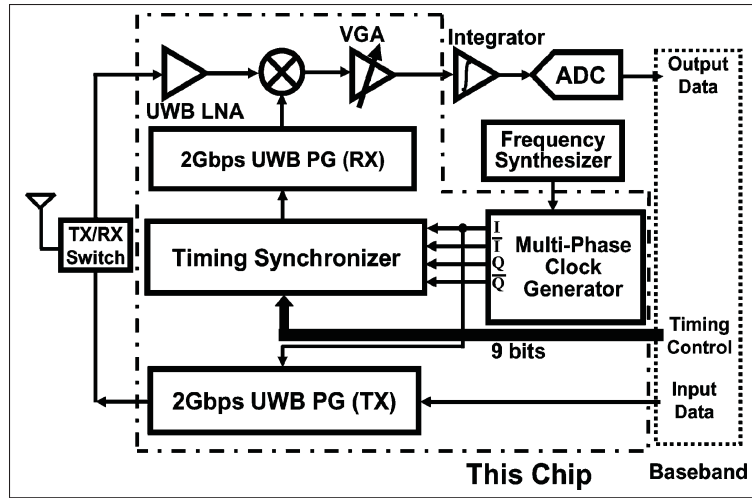 VGA
Integrator
UWB LNA
ADC
Output
Data
2Gbps UWB PG (RX)
Frequency
Synthesizer
TX/RX
Switch
Timing Synchronizer
I
I̅
Q
Q̅
Multi-Phase
Clock
Generator
9 bits
Timing
Control
2Gbps UWB PG (TX)
Input
Data
This Chip
Baseband